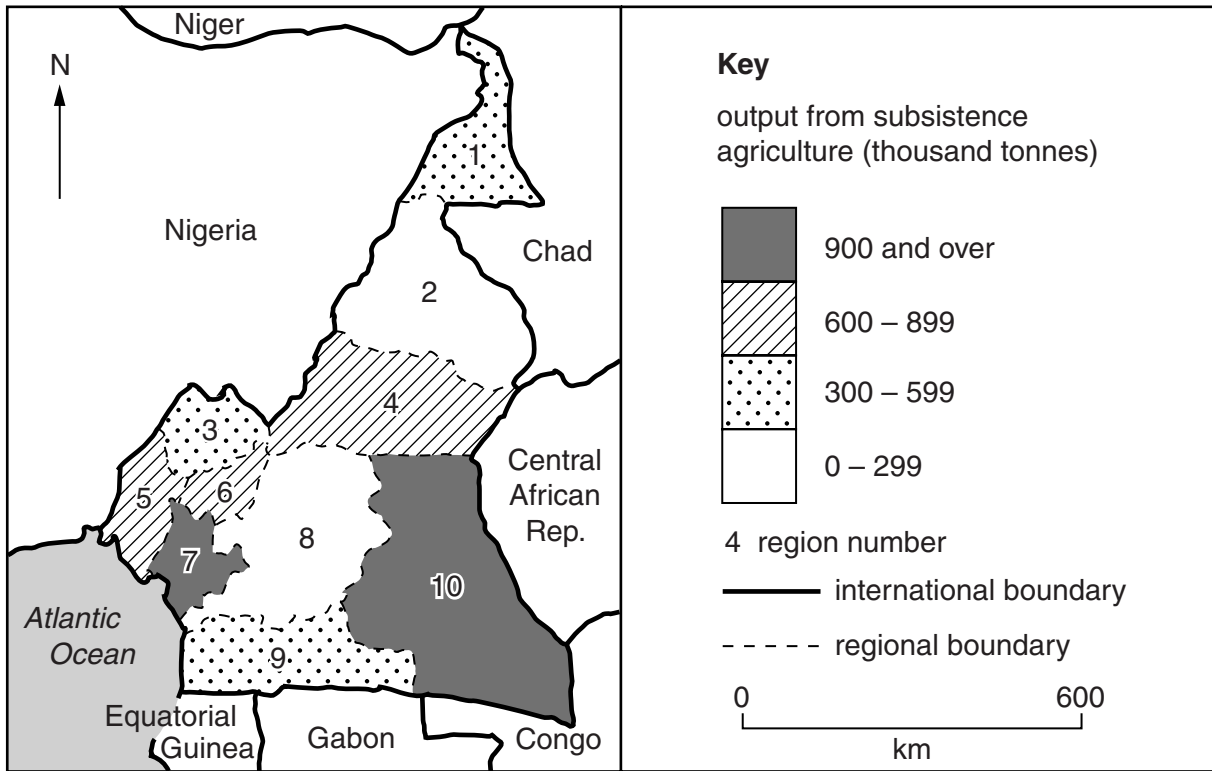 Niger
N
1
Nigeria
Chad
2
4
3
Central
African
Rep.
5
6
8
7
10
Atlantic
Ocean
9
Equatorial
Guinea
Gabon
Congo
Key
output from subsistence
agriculture (thousand tonnes)
900 and over
600 – 899
300 – 599
0 – 299
4 region number
international boundary
regional boundary
0 600
km